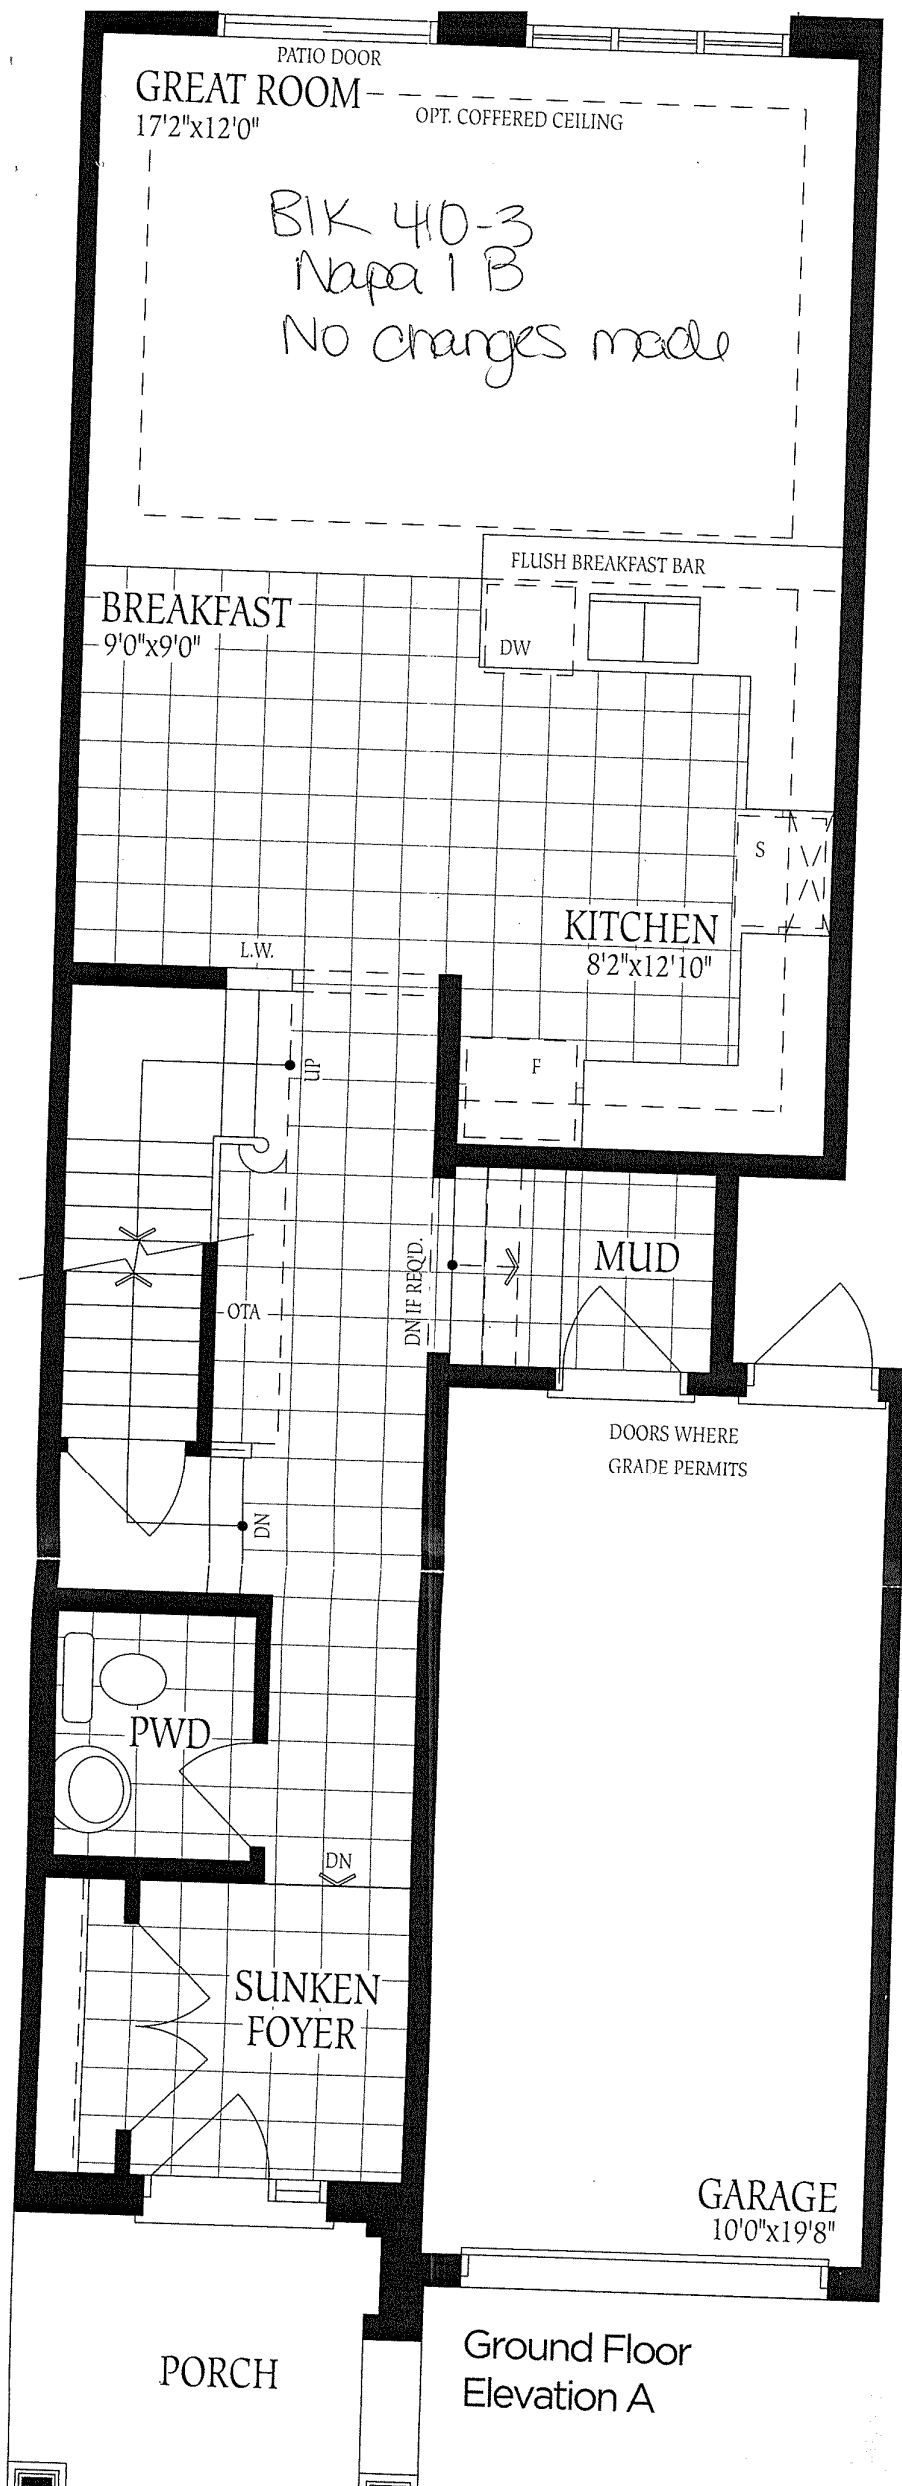 PATIO DOOR
GREAT ROOM
17'2"x12'0"
OPT. COFFERED CEILING
Blk 410-3
Napa 1 B
No changes made
FLUSH BREAKFAST BAR
BREAKFAST
9'0"x9'0"
DW
S
KITCHEN
8'2"x12'10"
L.W.
UP
F
MUD
DN IF REQ'D.
OTA
DOORS WHERE
GRADE PERMITS
DN
PWD
DN
SUNKEN
FOYER
GARAGE
10'0"x19'8"
PORCH
Ground Floor
Elevation A